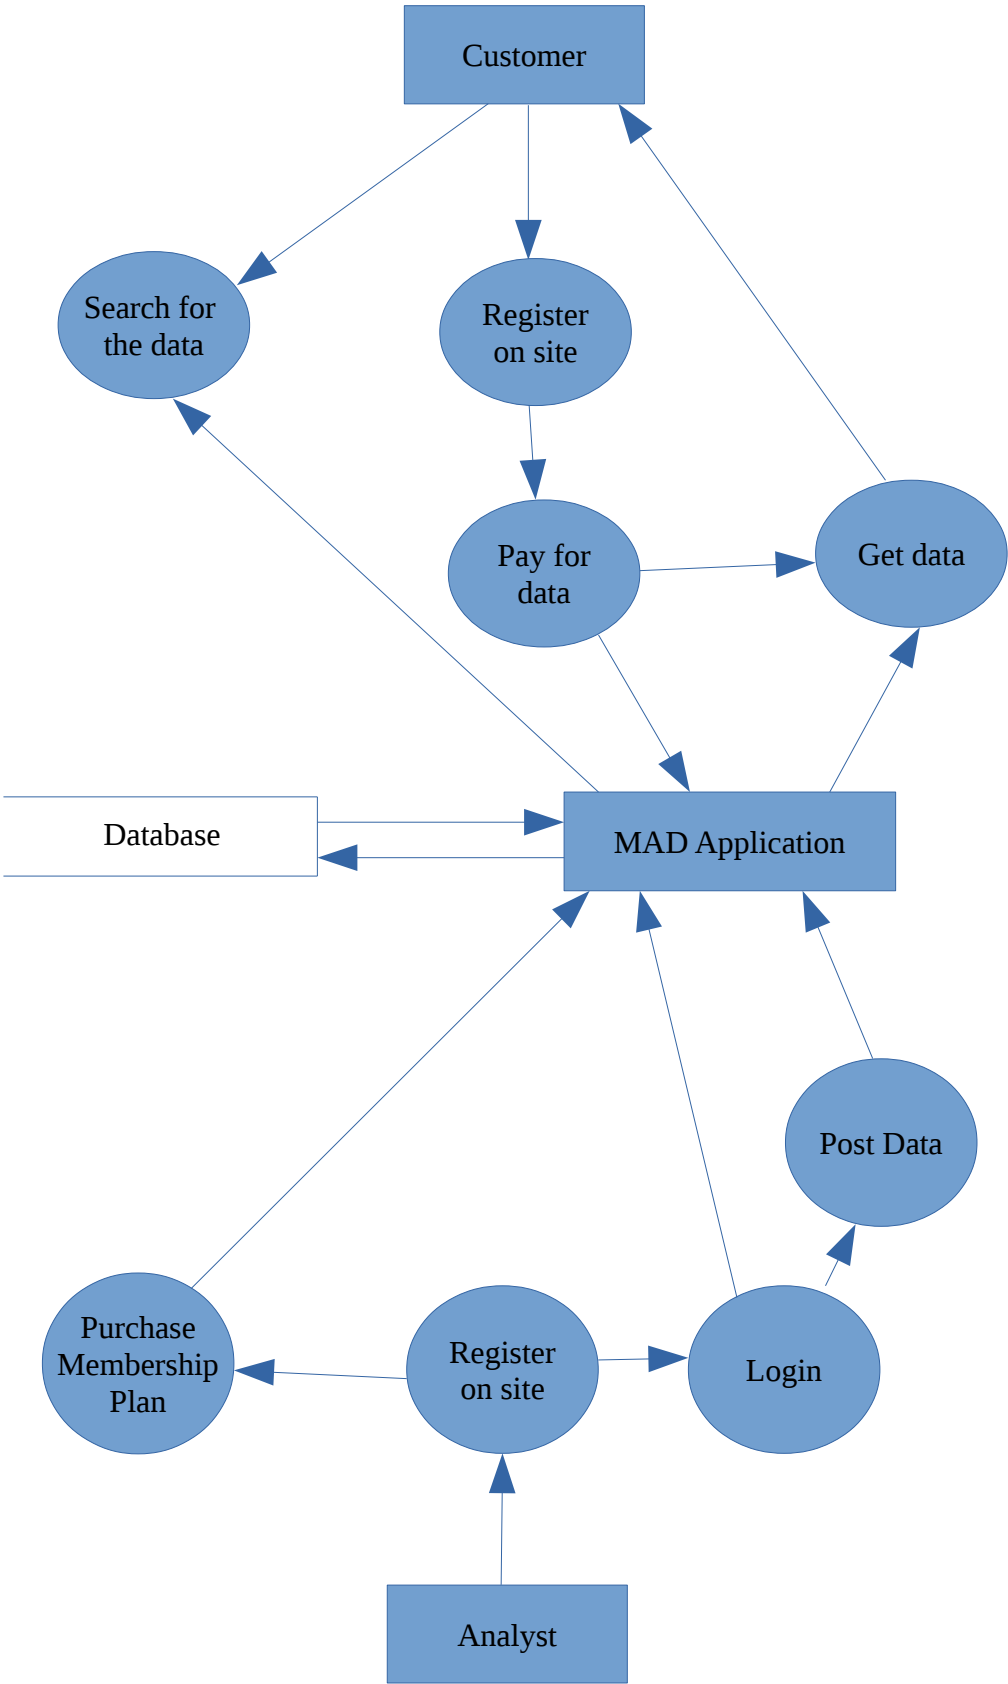 Customer
Search for
the data
Register
on site
Pay for
data
Get data
Database
MAD Application
Post Data
Purchase
Membership
Plan
Register
on site
Login
Analyst